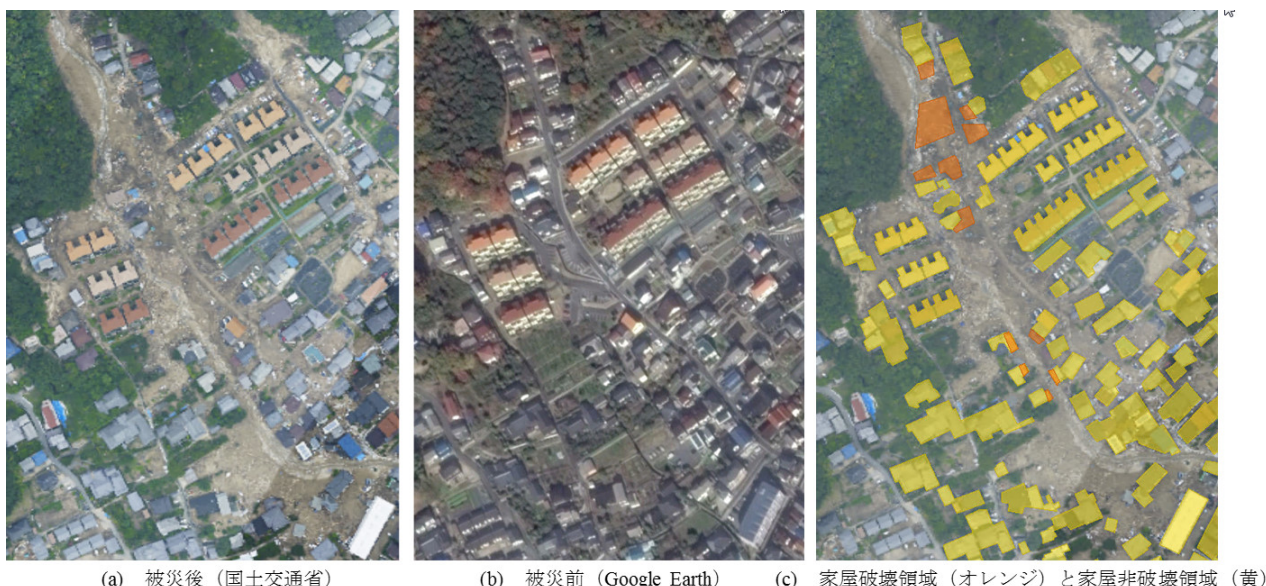 (a) 被災後（国土交通省）
(b) 被災前（Google Earth）
(c) 家屋破壊領域（オレンジ）と家屋非破壊領域（黄）